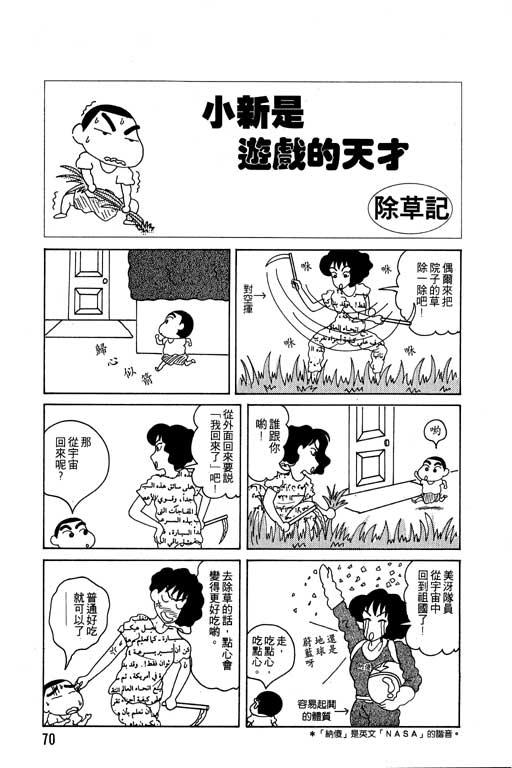 小新是
遊戲的天才
除草記
偶爾來把
院子的草
除一除吧！
咻
咻
咻
咻
對空揮
歸心似箭
喲
誰跟你
喲！
從外面回來要說
「我回來了」吧！
那
從宇宙
回來呢？
美泙隊員
從宇宙中
回到祖國了！
還是
地球
蔚藍呀
走，
吃點心
吃點心。
容易起鬨
的體質
去除草的話，點心會
變得更好吃喲。
普通好吃
就可以了
＊「納傻」是英文「NASA」的諧音。
70